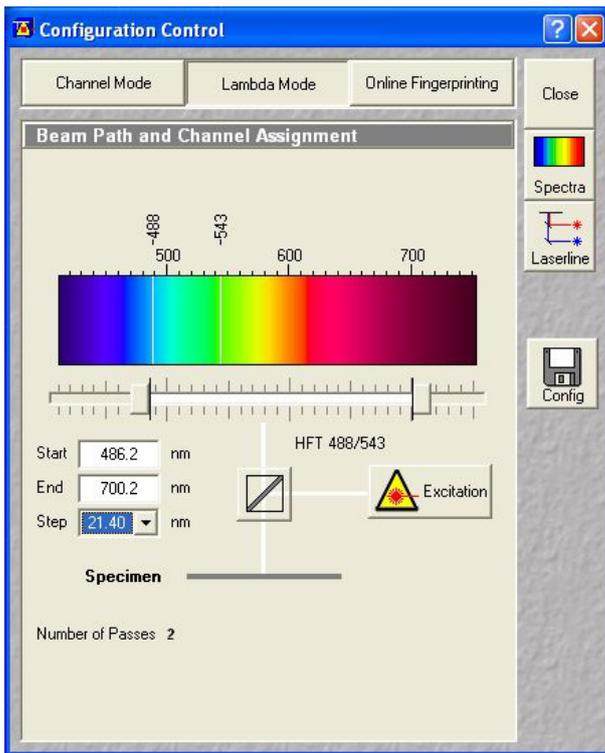 Configuration Control
Channel Mode
Lambda Mode
Online Fingerprinting
Close
Beam Path and Channel Assignment
Spectra
-488
-543
500
600
700
Laserline
Config
HFT 488/543
Start 486.2 nm
End 700.2 nm
Step 21.40 nm
Excitation
Specimen
Number of Passes 2